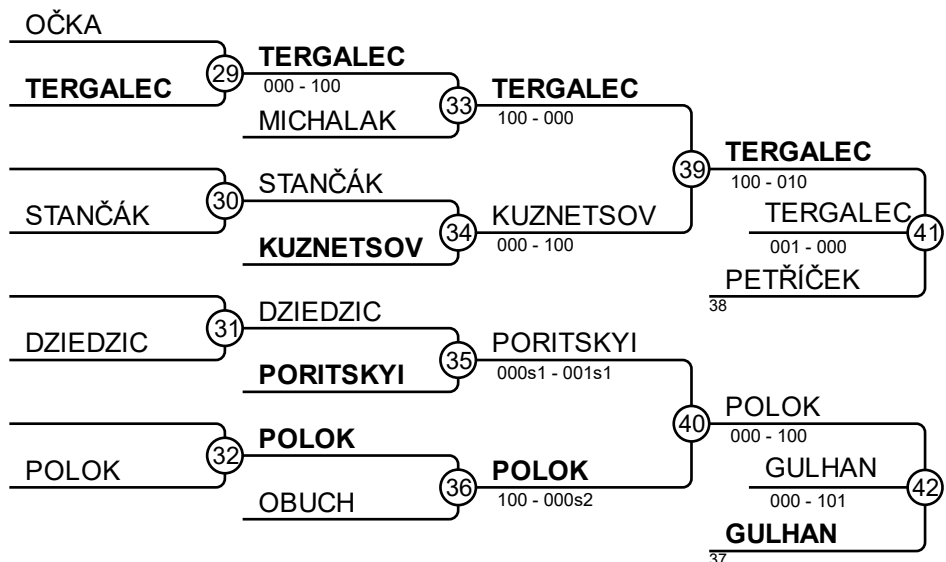 OČKA
TERGALEC
29
TERGALEC
000 - 100
MICHALAK
33
TERGALEC
100 - 000
STANČÁK
30
STANČÁK
KUZNETSOV
34
KUZNETSOV
000 - 100
39
TERGALEC
100 - 010
TERGALEC
001 - 000
PETŘÍČEK
38
41
DZIEDZIC
31
DZIEDZIC
PORITSKYI
35
PORITSKYI
000s1 - 001s1
POLOK
32
POLOK
OBUCH
36
POLOK
100 - 000s2
40
POLOK
000 - 100
GULHAN
000 - 101
GULHAN
37
42